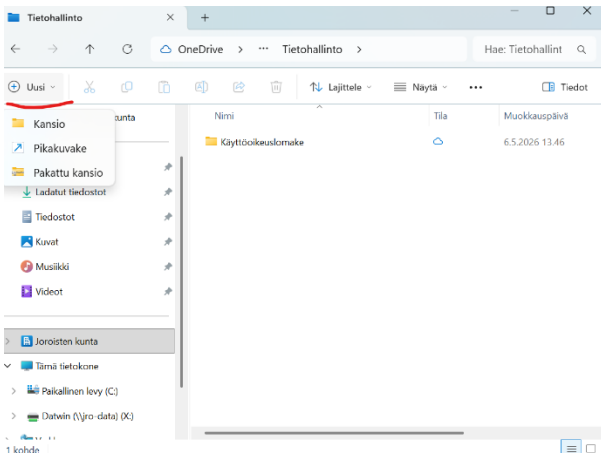 Tietohallinto
OneDrive > ··· Tietohallinto >
Hae: Tietohallint
Uusi
Lajittele
Näytä
Tiedot
Kansio
Pikakuvake
Pakattu kansio
kunta
Ladatut tiedostot
Tiedostot
Kuvat
Musiikki
Videot
Joroisten kunta
Tämä tietokone
Paikallinen levy (C:)
Datwin (\\jro-data) (X:)
Nimi Tila Muokkauspäivä
Käyttöoikeuslomake 6.5.2026 13.46
1 kohde